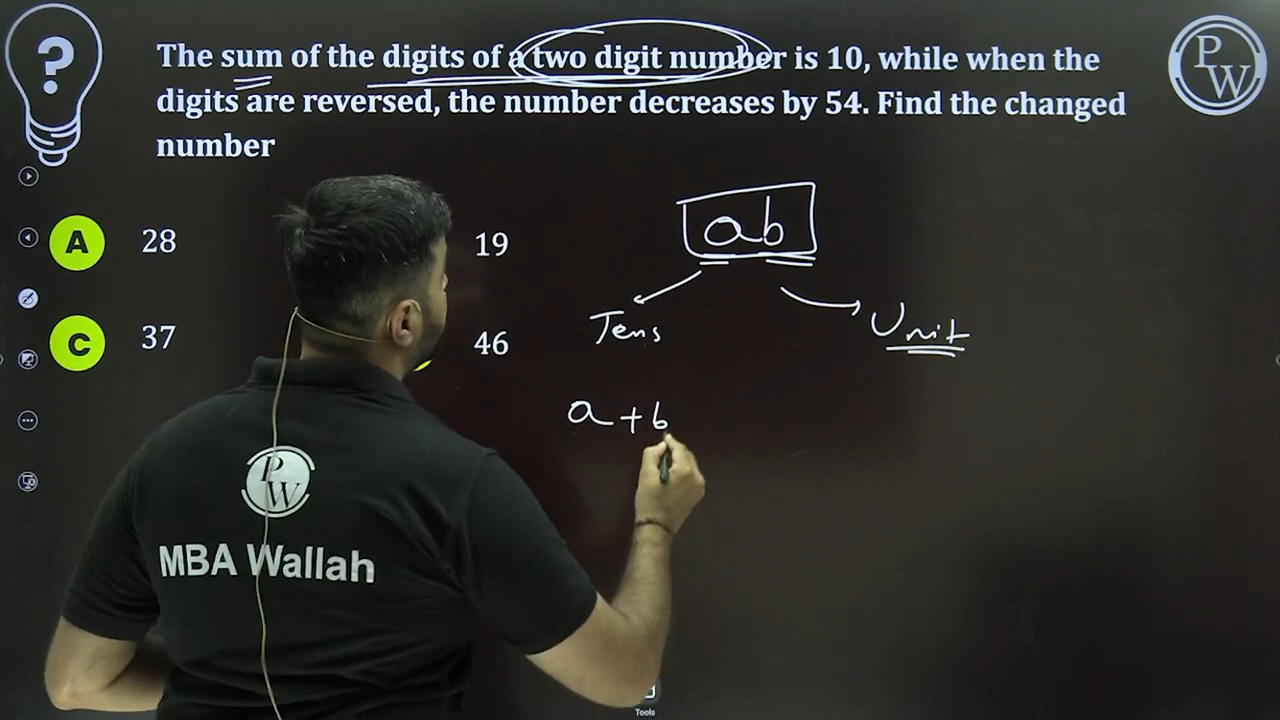 ?
The sum of the digits of a two digit number is 10, while when the
digits are reversed, the number decreases by 54. Find the changed
number
P
W
A 28
19
C 37
46
ab
Tens
Unit
a + b
P
W
MBA Wallah
Tools